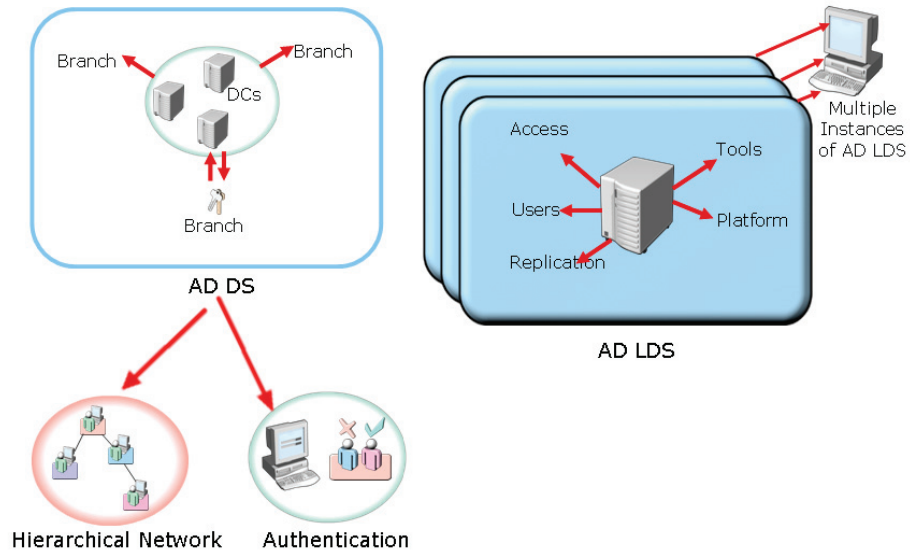 Branch
Branch
DCs
Branch
AD DS
Hierarchical Network
Authentication
Access
Users
Replication
Tools
Platform
Multiple
Instances
of AD LDS
AD LDS